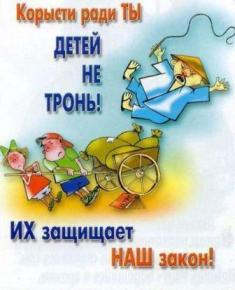 Корысти ради ТЫ
ДЕТЕЙ
НЕ
ТРОНЬ!
ИХ защищает
НАШ закон!